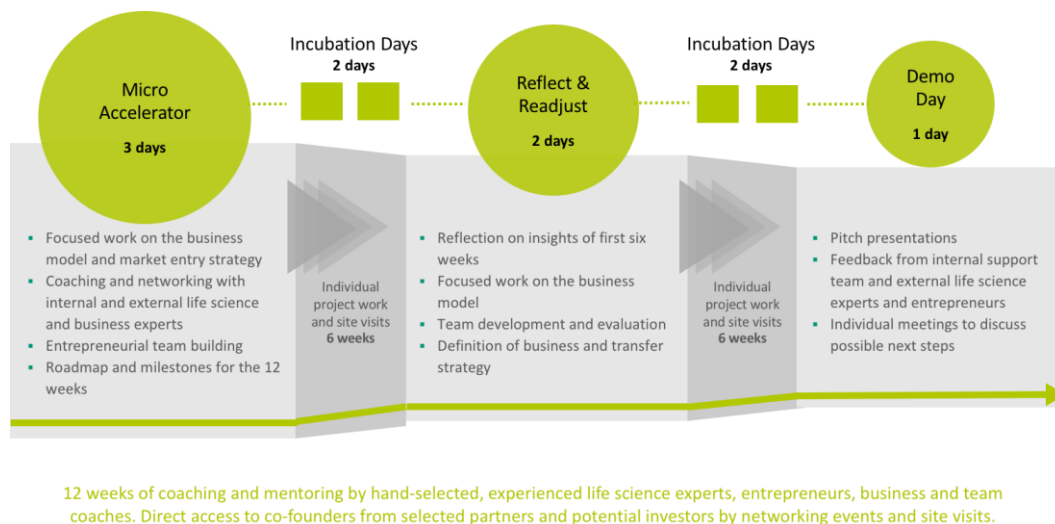 Micro
Accelerator
3 days
Incubation Days
2 days
Reflect &
Readjust
2 days
Incubation Days
2 days
Demo
Day
1 day
▪ Focused work on the business
model and market entry strategy
▪ Coaching and networking with
internal and external life science
and business experts
▪ Entrepreneurial team building
▪ Roadmap and milestones for the 12
weeks
Individual
project work
and site visits
6 weeks
▪ Reflection on insights of first six
weeks
▪ Focused work on the business
model
▪ Team development and evaluation
▪ Definition of business and transfer
strategy
Individual
project work
and site visits
6 weeks
▪ Pitch presentations
▪ Feedback from internal support
team and external life science
experts and entrepreneurs
▪ Individual meetings to discuss
possible next steps
12 weeks of coaching and mentoring by hand-selected, experienced life science experts, entrepreneurs, business and team
coaches. Direct access to co-founders from selected partners and potential investors by networking events and site visits.